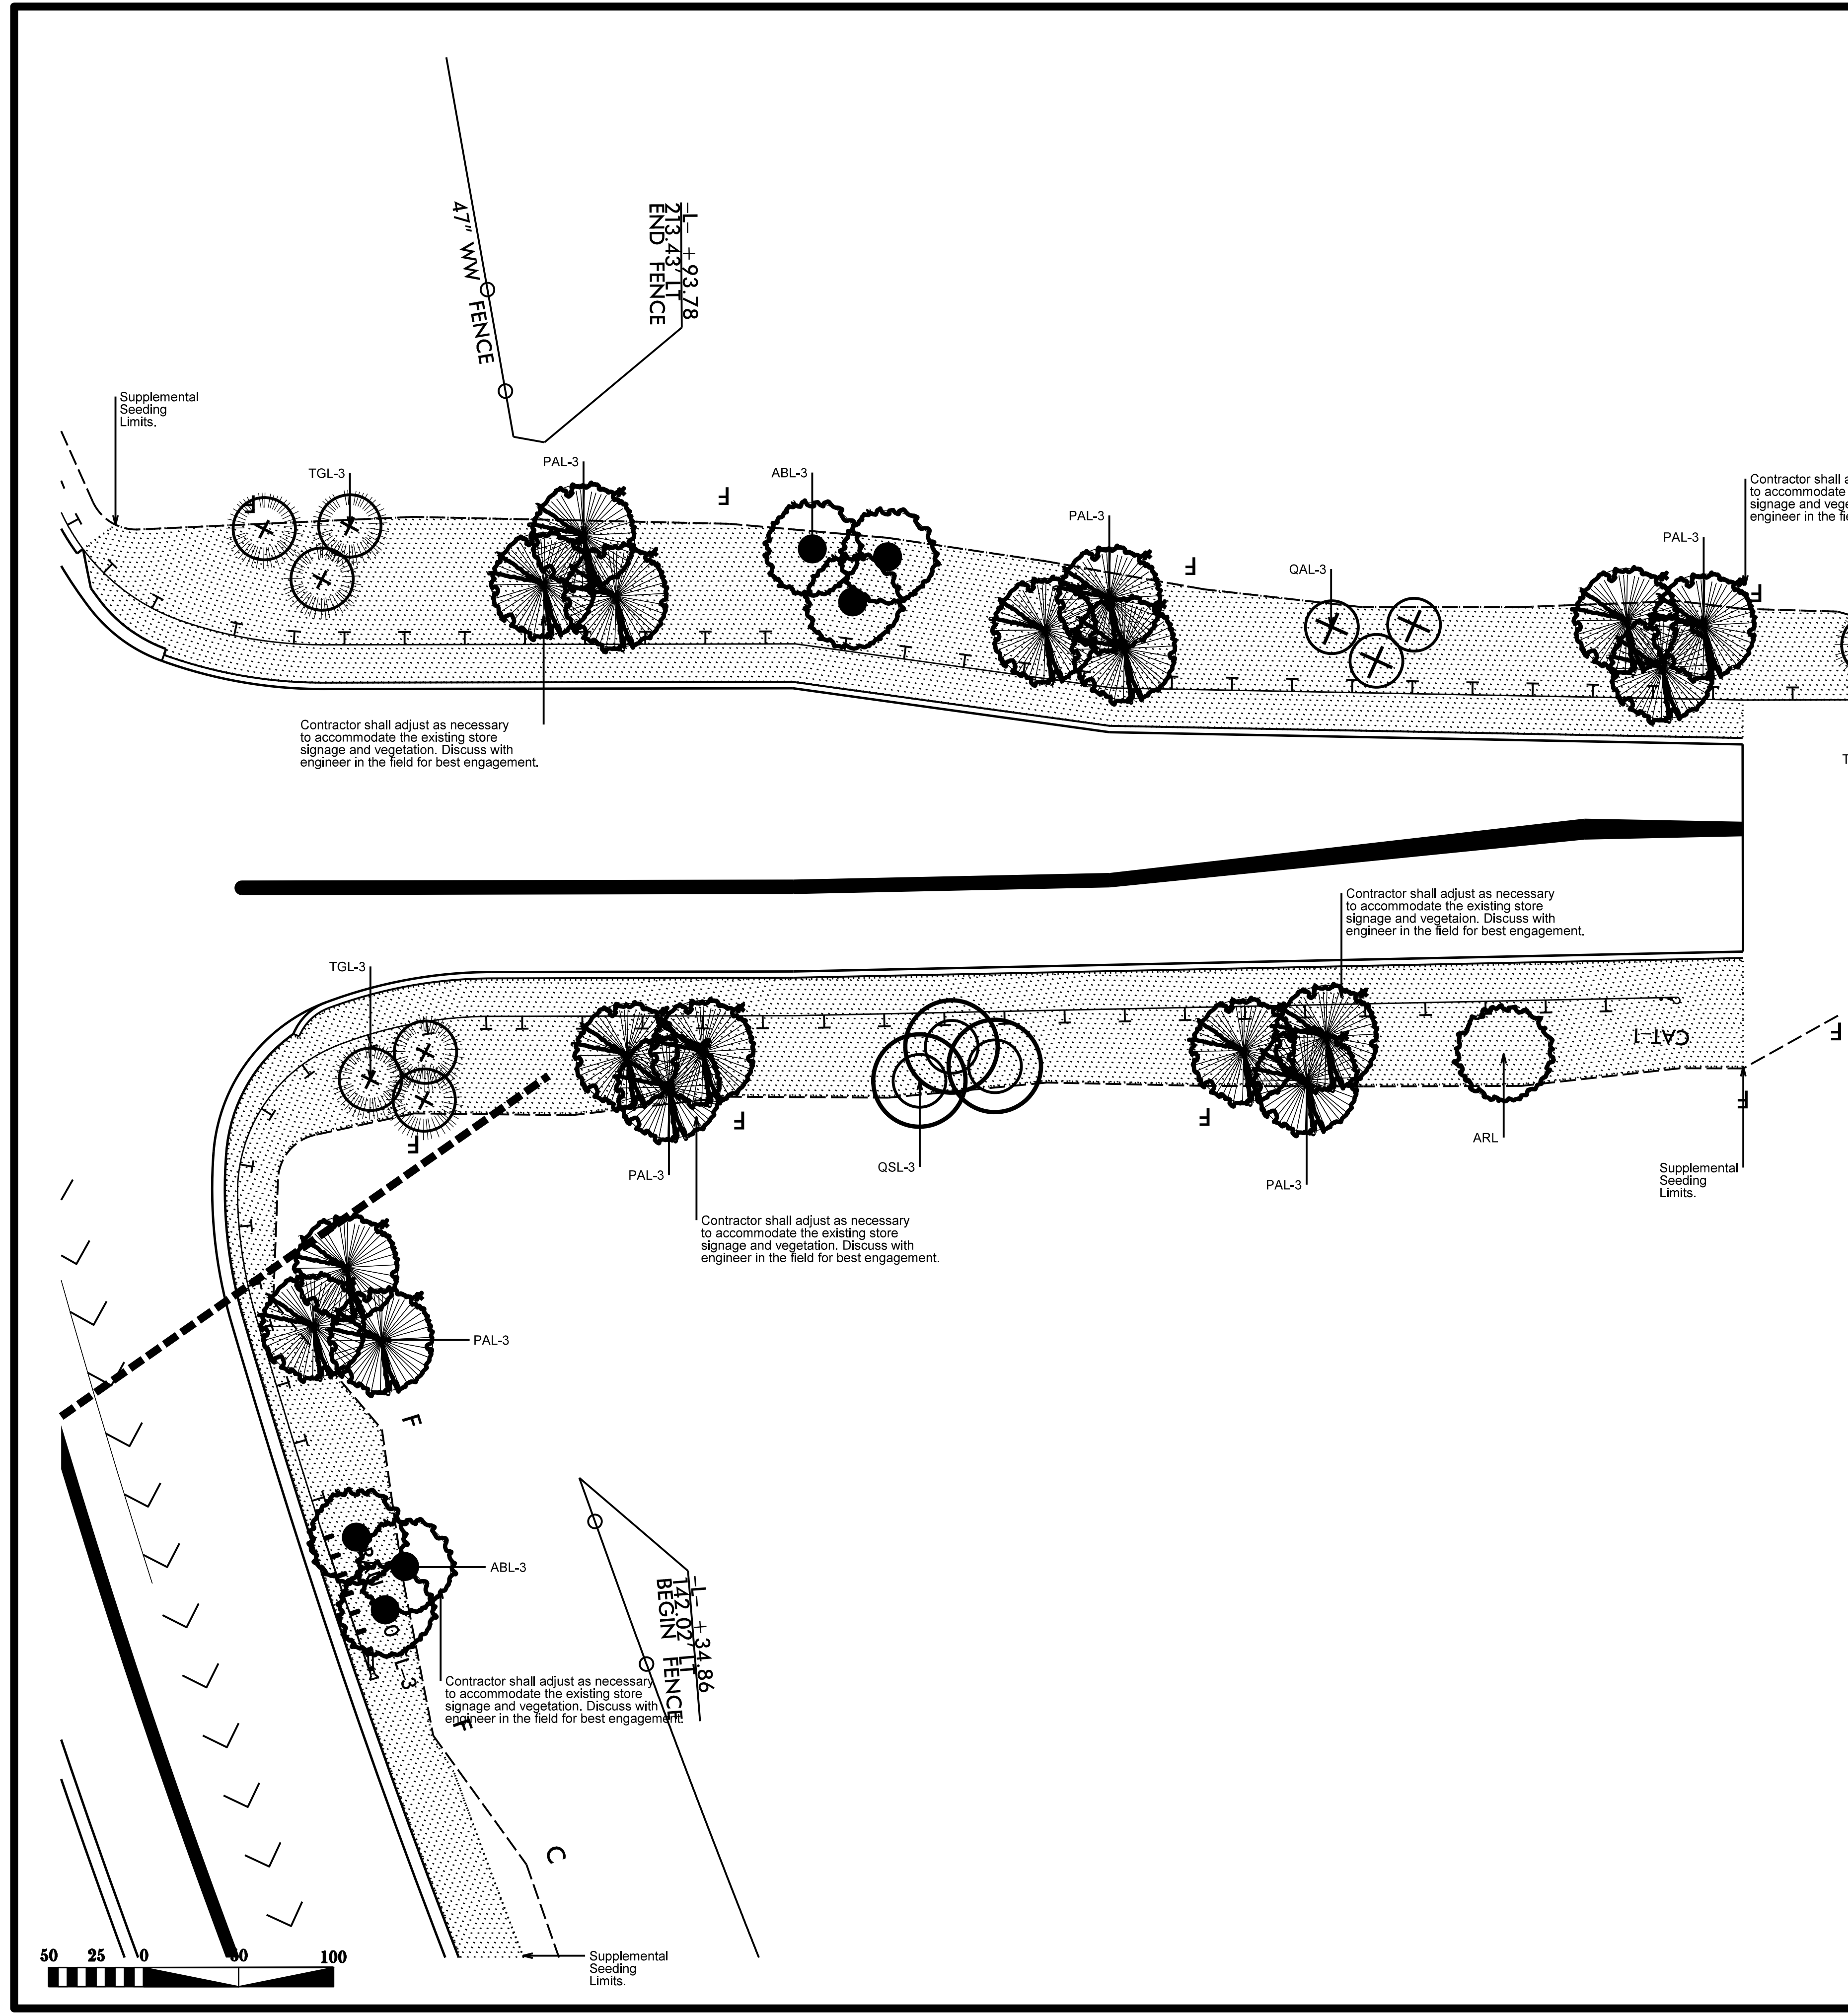 47" WW FENCE
-L- +93.78
213.43' LT
END FENCE
Supplemental
Seeding
Limits.
TGL-3
PAL-3
ABL-3
PAL-3
QAL-3
PAL-3
Contractor shall a
to accommodate
signage and vege
engineer in the fie
F
F
F
F
Contractor shall adjust as necessary
to accommodate the existing store
signage and vegetation. Discuss with
engineer in the field for best engagement.
T
Contractor shall adjust as necessary
to accommodate the existing store
signage and vegetaion. Discuss with
engineer in the field for best engagement.
TGL-3
CAT-1
F
F
F
F
F
ARL
PAL-3
QSL-3
PAL-3
Supplemental
Seeding
Limits.
Contractor shall adjust as necessary
to accommodate the existing store
signage and vegetation. Discuss with
engineer in the field for best engagement.
PAL-3
F
ABL-3
-L- +34.86
142.02' LT
BEGIN FENCE
Contractor shall adjust as necessary
to accommodate the existing store
signage and vegetation. Discuss with
engineer in the field for best engagement.
F
C
Supplemental
Seeding
Limits.
50 25 0 50 100